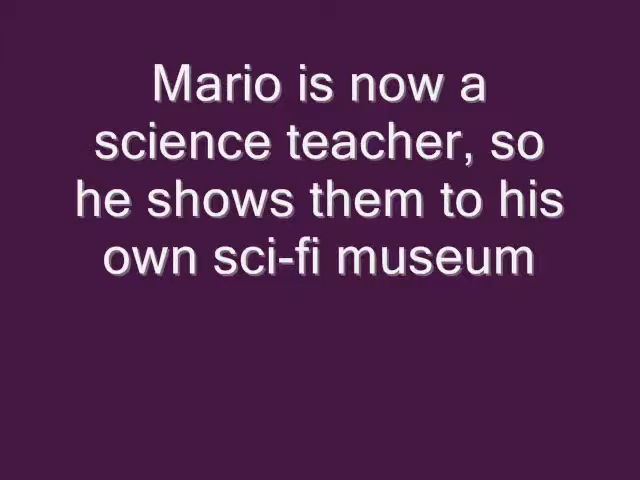 Mario is now a
science teacher, so
he shows them to his
own sci-fi museum